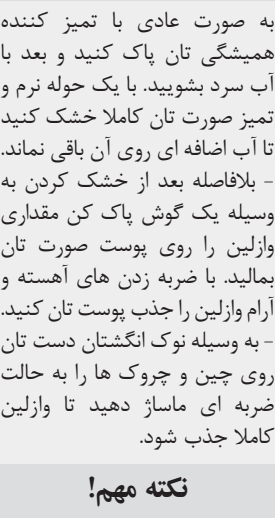 به صورت عادی با تمیز کننده
همیشگی تان پاک کنید و بعد با
آب سرد بشویید. با یک حوله نرم و
تمیز صورت تان کاملا خشک کنید
تا آب اضافه ای روی آن باقی نماند.
- بلافاصله بعد از خشک کردن به
وسیله یک گوش پاک کن مقداری
وازلین را روی پوست صورت تان
بمالید. با ضربه زدن های آهسته و
آرام وازلین را جذب پوست تان کنید.
- به وسیله نوک انگشتان دست تان
روی چین و چروک ها را به حالت
ضربه ای ماساژ دهید تا وازلین
کاملا جذب شود.
نکته مهم!